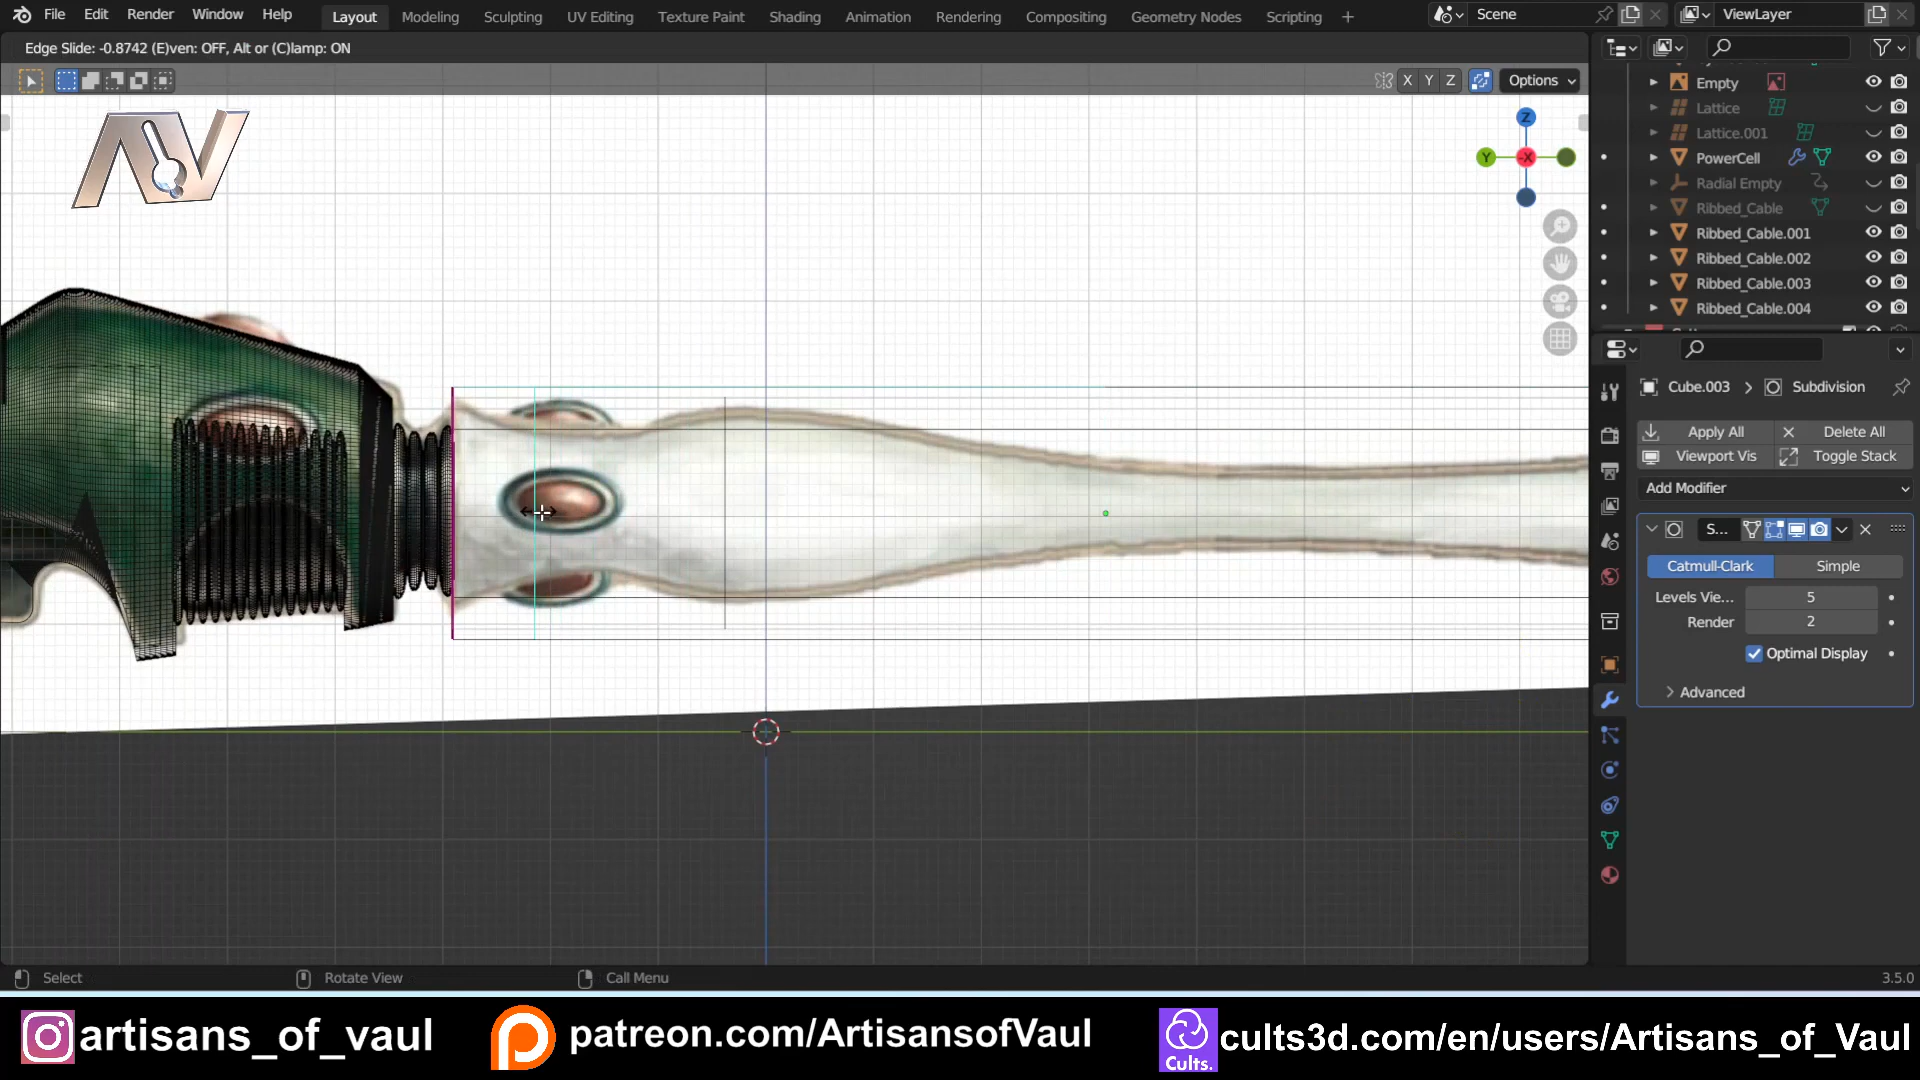 File Edit Render Window Help Layout Modeling Sculpting UV Editing Texture Paint Shading Animation Rendering Compositing Geometry Nodes Scripting + Scene ViewLayer
Edge Slide: -0.8742 (E)ven: OFF, Alt or (C)lamp: ON
X Y Z Options
Z
Y -X
AV
Empty
Lattice
Lattice.001
PowerCell
Radial Empty
Ribbed_Cable
Ribbed_Cable.001
Ribbed_Cable.002
Ribbed_Cable.003
Ribbed_Cable.004
Cube.003 > Subdivision
Apply All Delete All
Viewport Vis Toggle Stack
Add Modifier
S...
Catmull-Clark Simple
Levels Vie... 5
Render 2
Optimal Display
Advanced
Select Rotate View Call Menu 3.5.0
artisans_of_vaul patreon.com/ArtisansofVaul Cults. cults3d.com/en/users/Artisans_of_Vaul